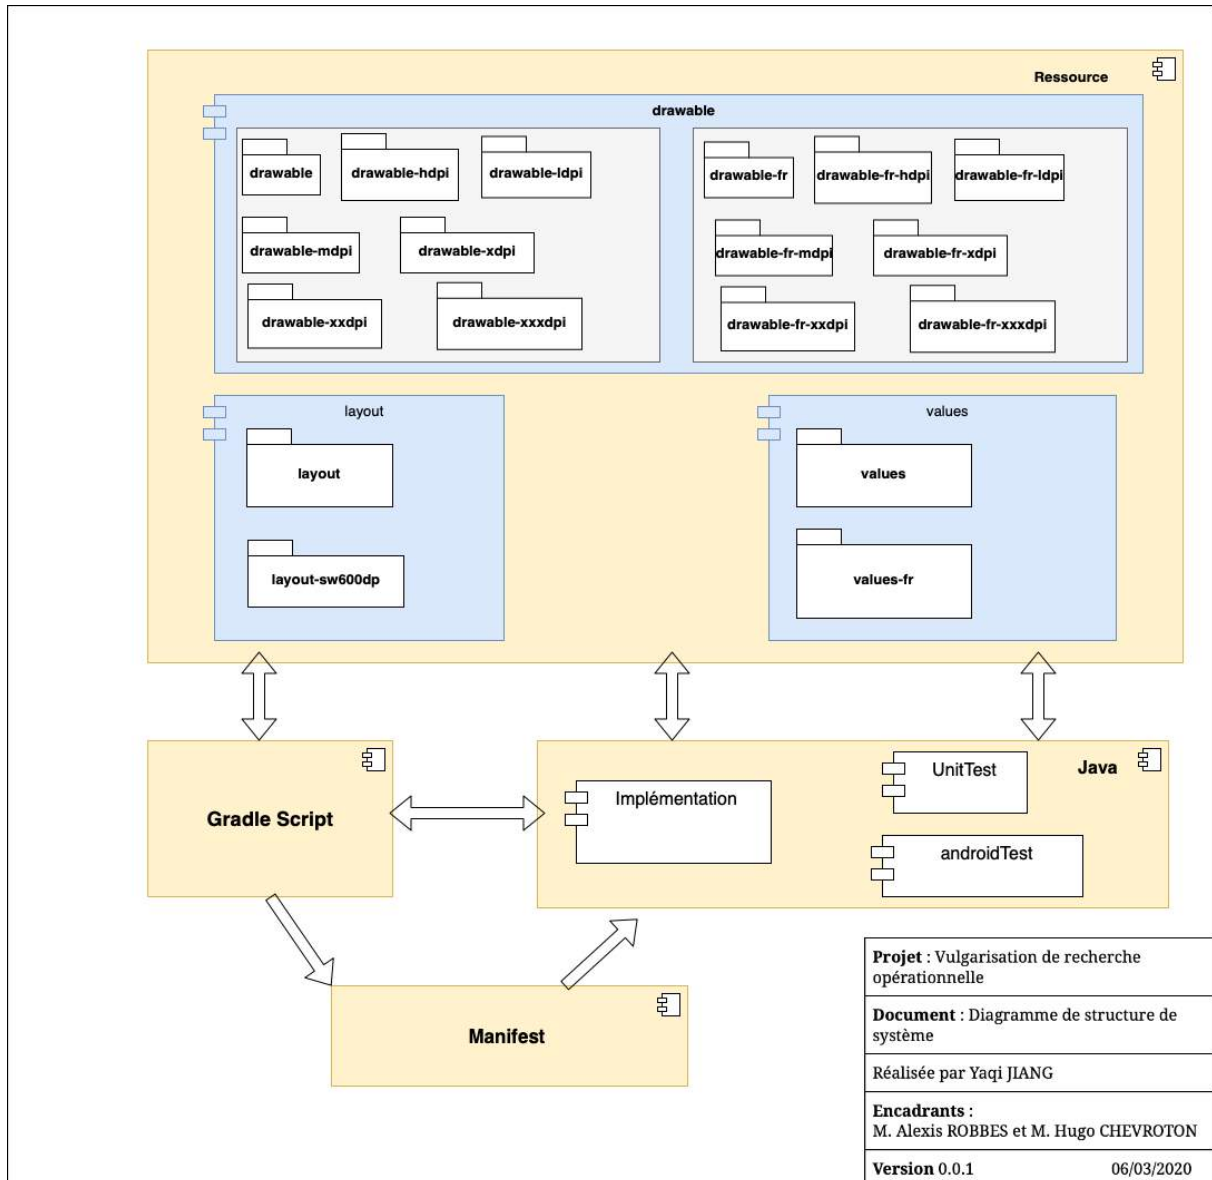 Ressource
drawable
drawable
drawable-hdpi
drawable-ldpi
drawable-mdpi
drawable-xdpi
drawable-xxdpi
drawable-xxxdpi
drawable-fr
drawable-fr-hdpi
drawable-fr-ldpi
drawable-fr-mdpi
drawable-fr-xdpi
drawable-fr-xxdpi
drawable-fr-xxxdpi
layout
layout
layout-sw600dp
values
values
values-fr
Gradle Script
Java
Implémentation
UnitTest
androidTest
Manifest
Projet : Vulgarisation de recherche
opérationnelle
Document : Diagramme de structure de
système
Réalisée par Yaqi JIANG
Encadrants :
M. Alexis ROBBES et M. Hugo CHEVROTON
Version 0.0.1 06/03/2020